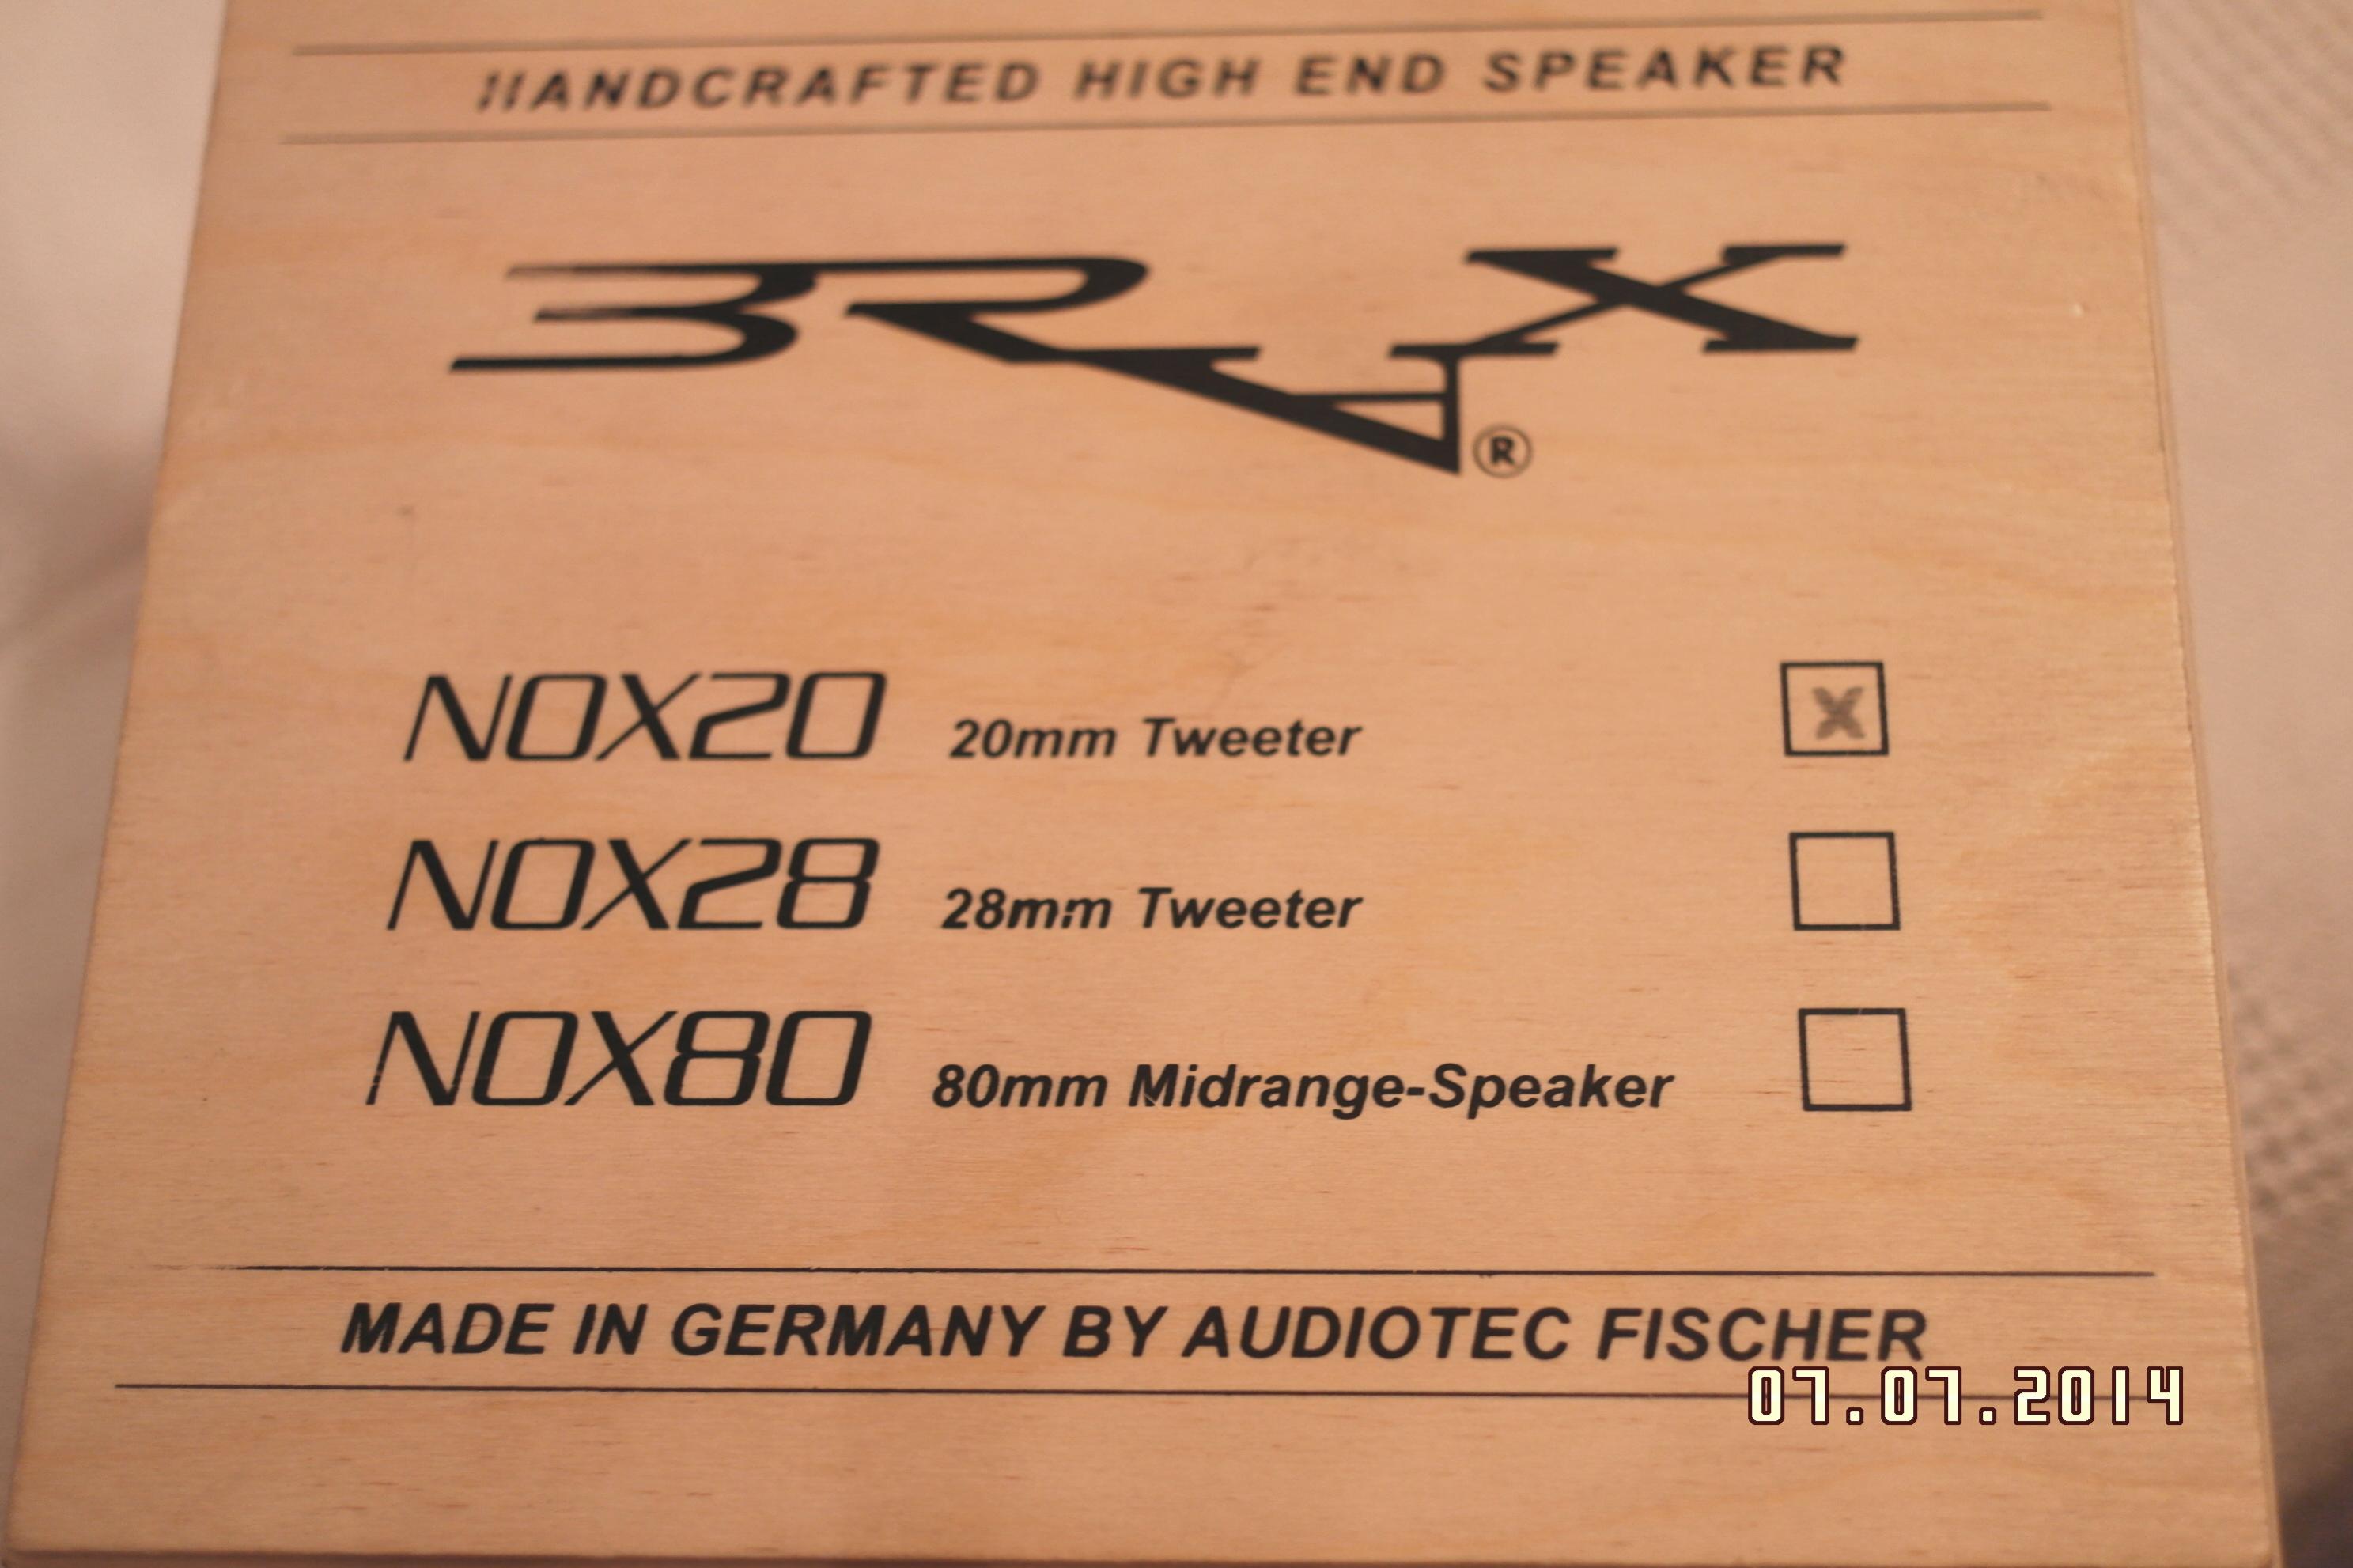 HANDCRAFTED HIGH END SPEAKER
BRAX®
NOX20 20mm Tweeter X
NOX28 28mm Tweeter
NOX80 80mm Midrange-Speaker
MADE IN GERMANY BY AUDIOTEC FISCHER
07.07.2014